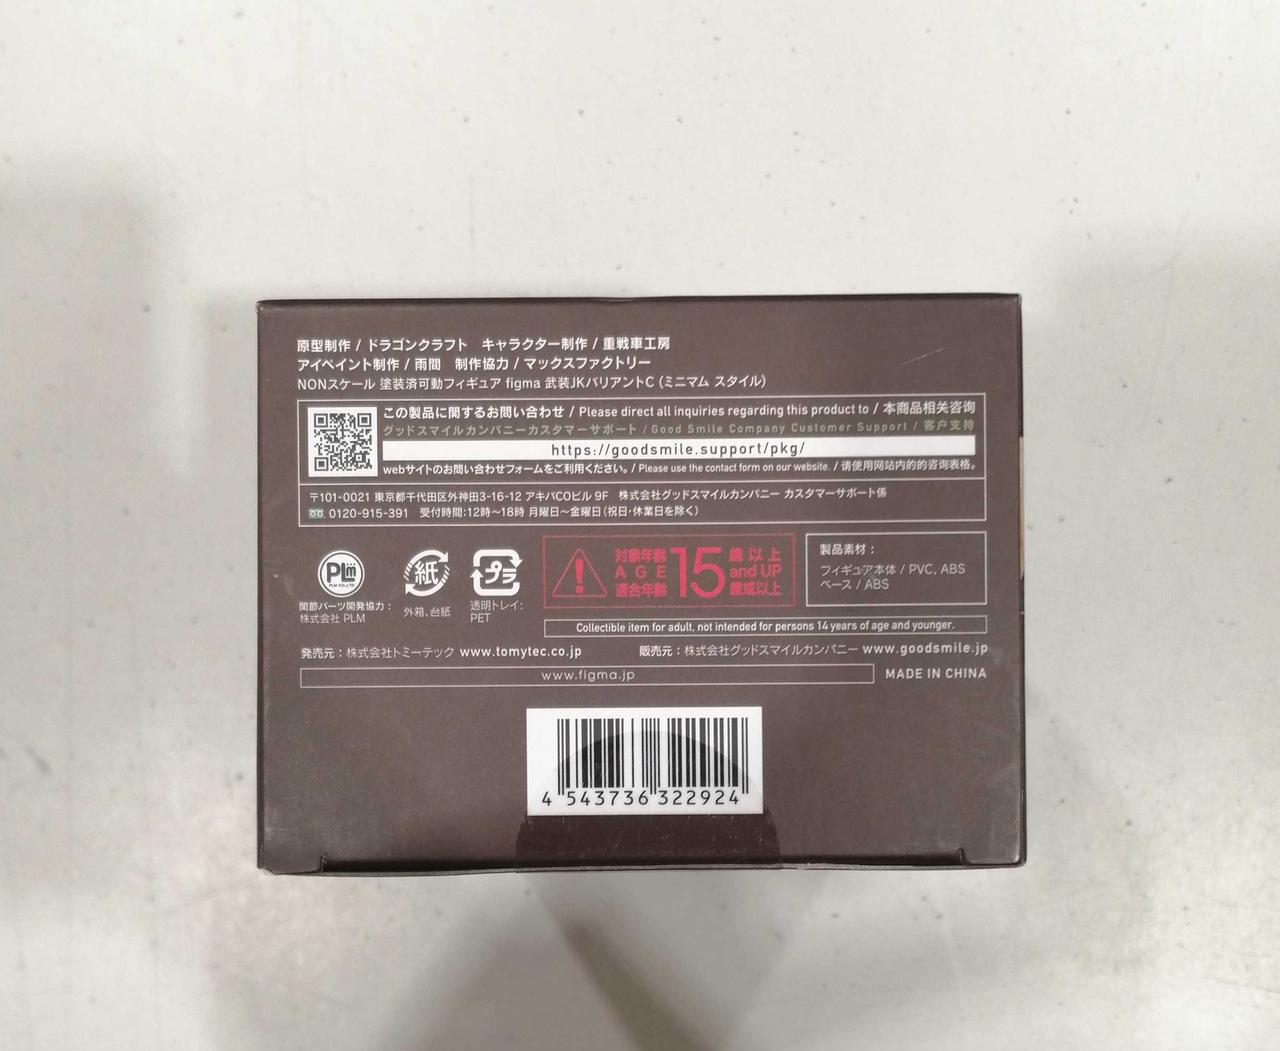 原型制作 / ドラゴンクラフト　キャラクター制作 / 重戦車工房
アイペイント制作 / 雨間　制作協力 / マックスファクトリー
NONスケール 塗装済可動フィギュア figma 武装JKバリアントC (ミニマム スタイル)
この製品に関するお問い合わせ / Please direct all inquiries regarding this product to / 本商品相关咨询
グッドスマイルカンパニーカスタマーサポート / Good Smile Company Customer Support / 客户支持
https://goodsmile.support/pkg/
webサイトのお問い合わせフォームをご利用ください。/ Please use the contact form on our website. / 请使用网站内的的咨询表格。
〒101-0021 東京都千代田区外神田3-16-12 アキバCOビル 9F　株式会社グッドスマイルカンパニー カスタマーサポート係
0120-915-391　受付時間:12時〜18時 月曜日〜金曜日(祝日・休業日を除く)
PLM
PLM CO.,LTD
関節パーツ開発協力:
株式会社 PLM
紙
外箱、台紙
プラ
透明トレイ:
PET
対象年齢 15 歳以上
AGE and UP
適合年齢 歳或以上
製品素材:
フィギュア本体 / PVC, ABS
ベース / ABS
Collectible item for adult, not intended for persons 14 years of age and younger.
発売元:株式会社トミーテック www.tomytec.co.jp
販売元:株式会社グッドスマイルカンパニー www.goodsmile.jp
www.figma.jp
MADE IN CHINA
4 543736 322924